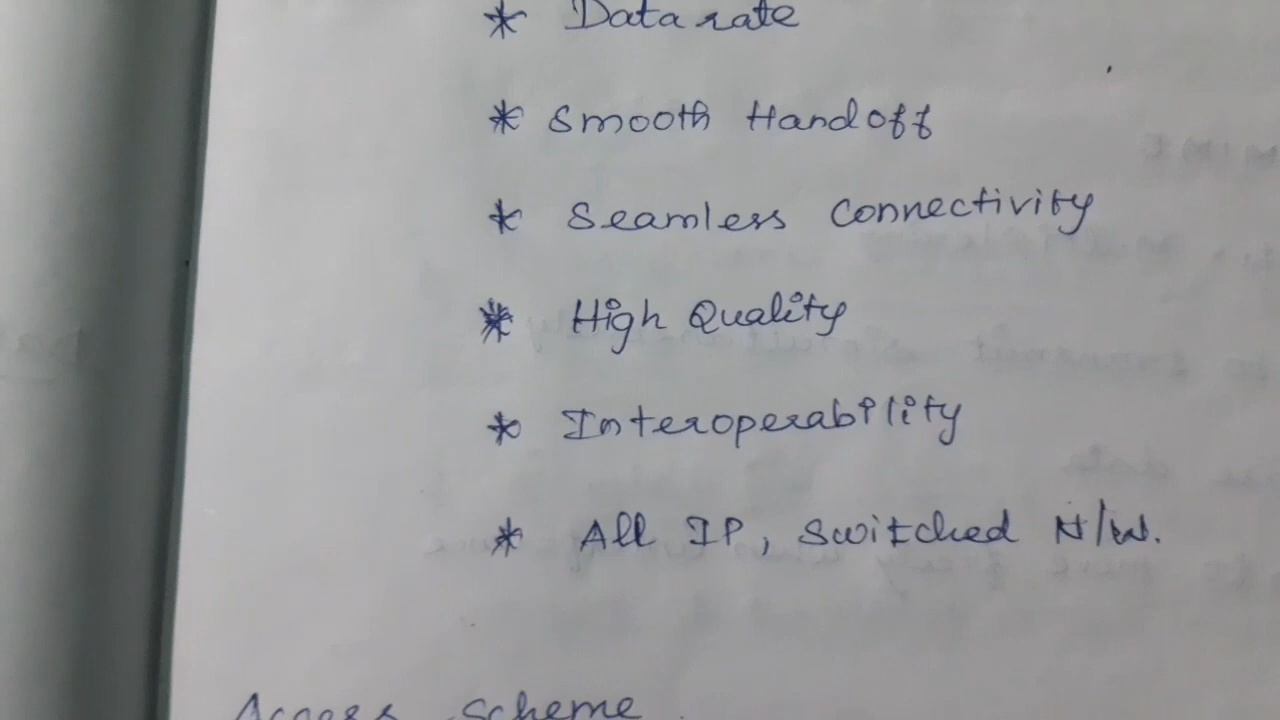 * Data rate
* Smooth Handoff
* Seamless Connectivity
* High Quality
* Interoperability
* All IP, Switched N/W.
Access Scheme.